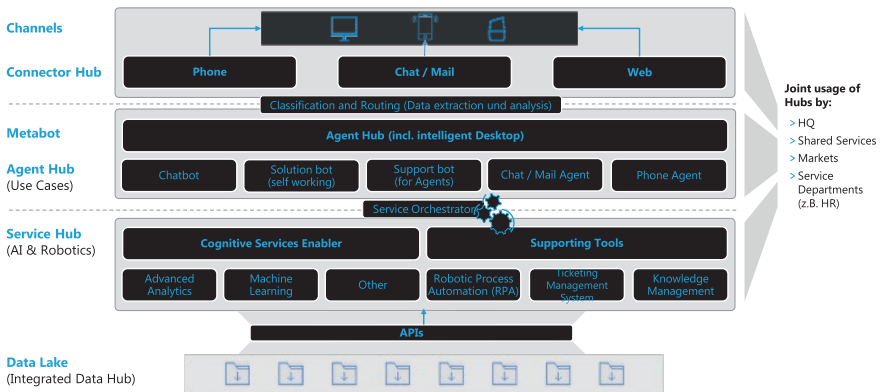 Channels
Connector Hub
Phone
Chat / Mail
Web
Classification and Routing (Data extraction und analysis)
Metabot
Agent Hub (incl. intelligent Desktop)
Agent Hub
(Use Cases)
Chatbot
Solution bot
(self working)
Support bot
(for Agents)
Chat / Mail Agent
Phone Agent
Service Orchestrator
Service Hub
(AI & Robotics)
Cognitive Services Enabler
Supporting Tools
Advanced
Analytics
Machine
Learning
Other
Robotic Process
Automation (RPA)
Ticketing
Management
System
Knowledge
Management
APIs
Data Lake
(Integrated Data Hub)
Joint usage of
Hubs by:
> HQ
> Shared Services
> Markets
> Service
Departments
(z.B. HR)